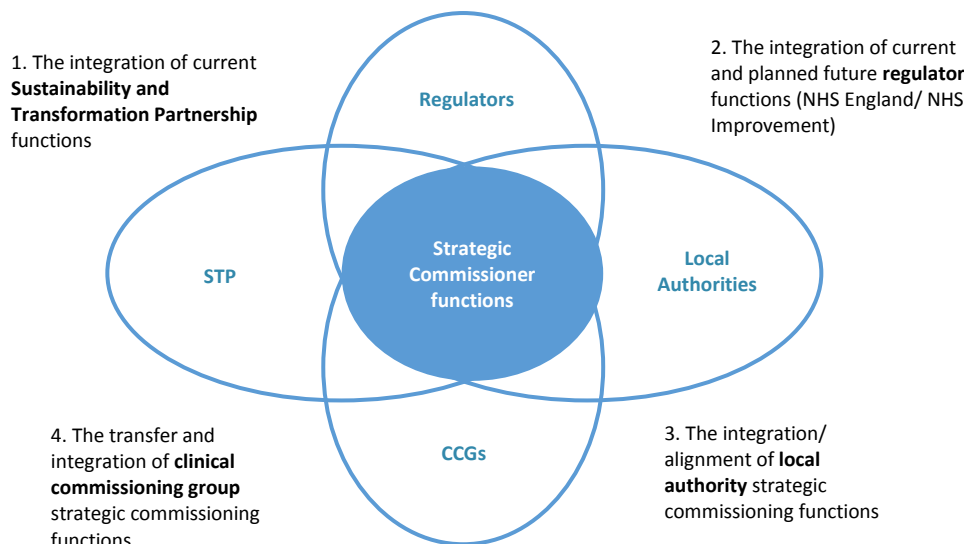 1. The integration of current
Sustainability and
Transformation Partnership
functions
2. The integration of current
and planned future regulator
functions (NHS England/ NHS
Improvement)
Regulators
STP
Strategic
Commissioner
functions
Local
Authorities
CCGs
4. The transfer and
integration of clinical
commissioning group
strategic commissioning
functions
3. The integration/
alignment of local
authority strategic
commissioning functions